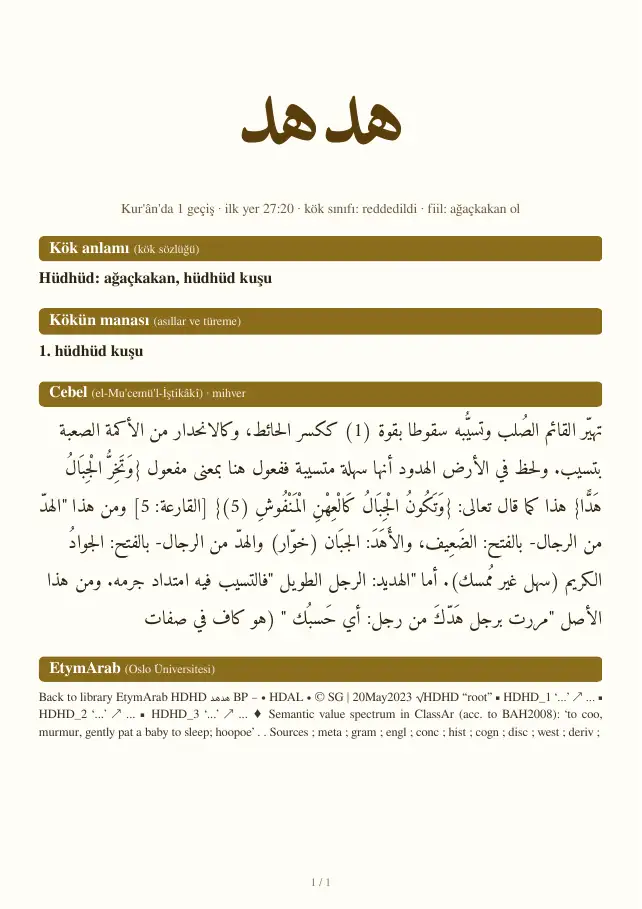 هدهد
Kur'ân'da 1 geçiş · ilk yer 27:20 · kök sınıfı: reddedildi · fiil: ağaçkakan ol
Kök anlamı (kök sözlüğü)
Hüdhüd: ağaçkakan, hüdhüd kuşu
Kökün manası (asıllar ve türeme)
1. hüdhüd kuşu
Cebel (el-Mu'cemü'l-İştikâkî) · mihver
تهيّر القائم الصُلب وتسيُّبه سقوطا بقوة (1) ككسر الحائط، وكالانحدار من الأكمة الصعبة
بتسيب. ولحظ في الأرض الهدود أنها سهلة متسيبة ففعول هنا بمعنى مفعول {وَتَخِرُّ الْجِبَالُ
هَدًّا} هذا كما قال تعالى: {وَتَكُونُ الْجِبَالُ كَالْعِهْنِ الْمَنْفُوشِ (5)} [القارعة: 5] ومن هذا "الهدّ
من الرجال- بالفتح: الضَعِيف، والأَهَدّ: الجبَان (خوّار) والهدّ من الرجال- بالفتح: الجوادُ
الكريم (سهل غير مُمسك). أما "الهديد: الرجل الطويل "فالتسيب فيه امتداد جرمه. ومن هذا
الأصل "مررت برجل هَدّكَ من رجل: أي حَسبُك " (هو كاف في صفات
EtymArab (Oslo Üniversitesi)
Back to library EtymArab HDHD هدهد BP – • HDAL • © SG | 20May2023 √HDHD “root” ▪ HDHD_1 ‘...’ ↗ ... ▪
HDHD_2 ‘...’ ↗ ... ▪ HDHD_3 ‘...’ ↗ ... ♦ Semantic value spectrum in ClassAr (acc. to BAH2008): ‘to coo,
murmur, gently pat a baby to sleep; hoopoe’ . . Sources ; meta ; gram ; engl ; conc ; hist ; cogn ; disc ; west ; deriv ;
1 / 1